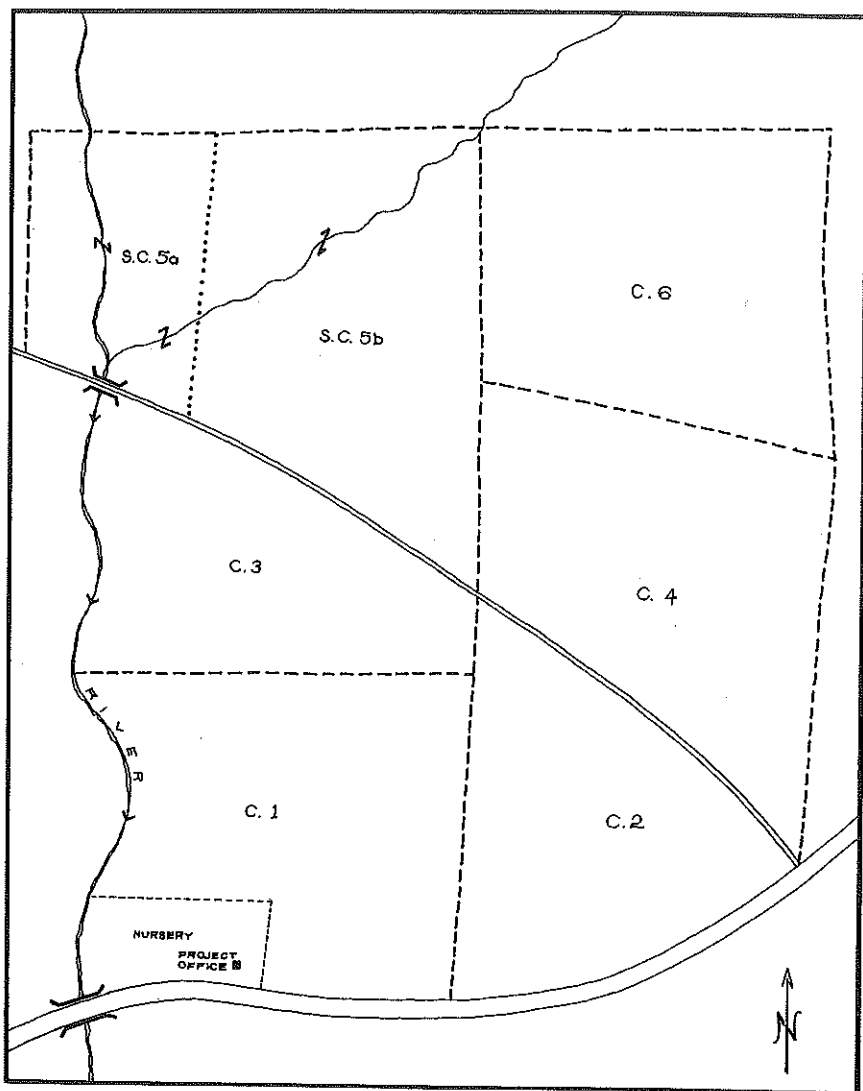 S.C. 5a
S.C. 5b
C. 6
C. 3
C. 4
RIVER
C. 1
C. 2
NURSERY
PROJECT
OFFICE
N